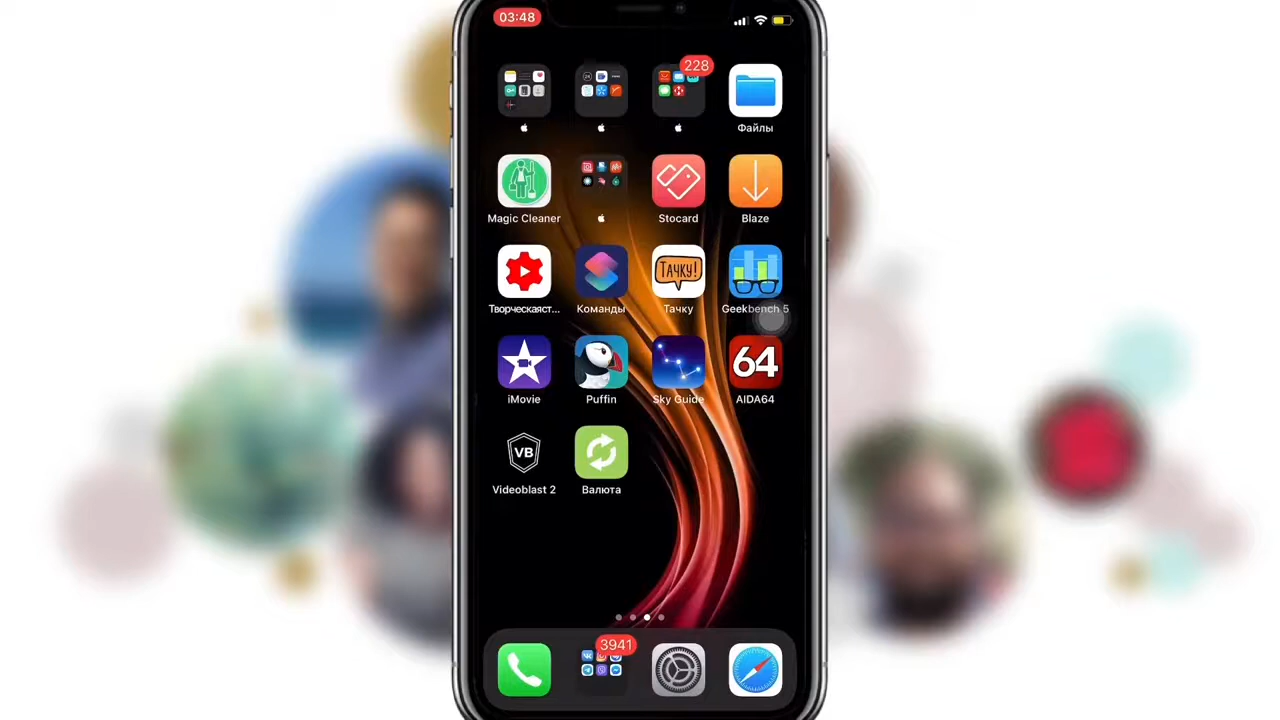 03:48
228
Файлы
Magic Cleaner
Stocard
Blaze
ТАЧКУ!
Творческаяст...
Команды
Тачку
Geekbench 5
64
iMovie
Puffin
Sky Guide
AIDA64
VB
Videoblast 2
Валюта
3941